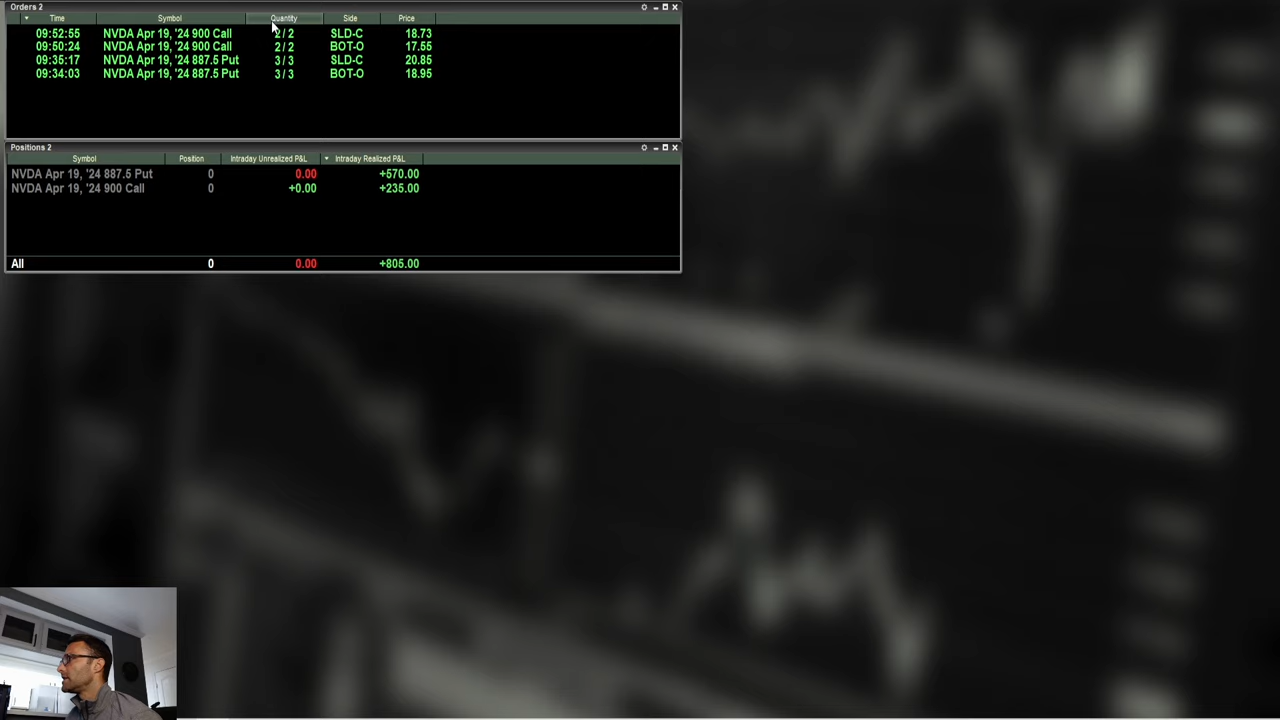 Orders 2
Time Symbol Quantity Side Price
09:52:55 NVDA Apr 19, '24 900 Call 2 / 2 SLD-C 18.73
09:50:24 NVDA Apr 19, '24 900 Call 2 / 2 BOT-O 17.55
09:35:17 NVDA Apr 19, '24 887.5 Put 3 / 3 SLD-C 20.85
09:34:03 NVDA Apr 19, '24 887.5 Put 3 / 3 BOT-O 18.95
Positions 2
Symbol Position Intraday Unrealized P&L Intraday Realized P&L
NVDA Apr 19, '24 887.5 Put 0 0.00 +570.00
NVDA Apr 19, '24 900 Call 0 +0.00 +235.00
All 0 0.00 +805.00